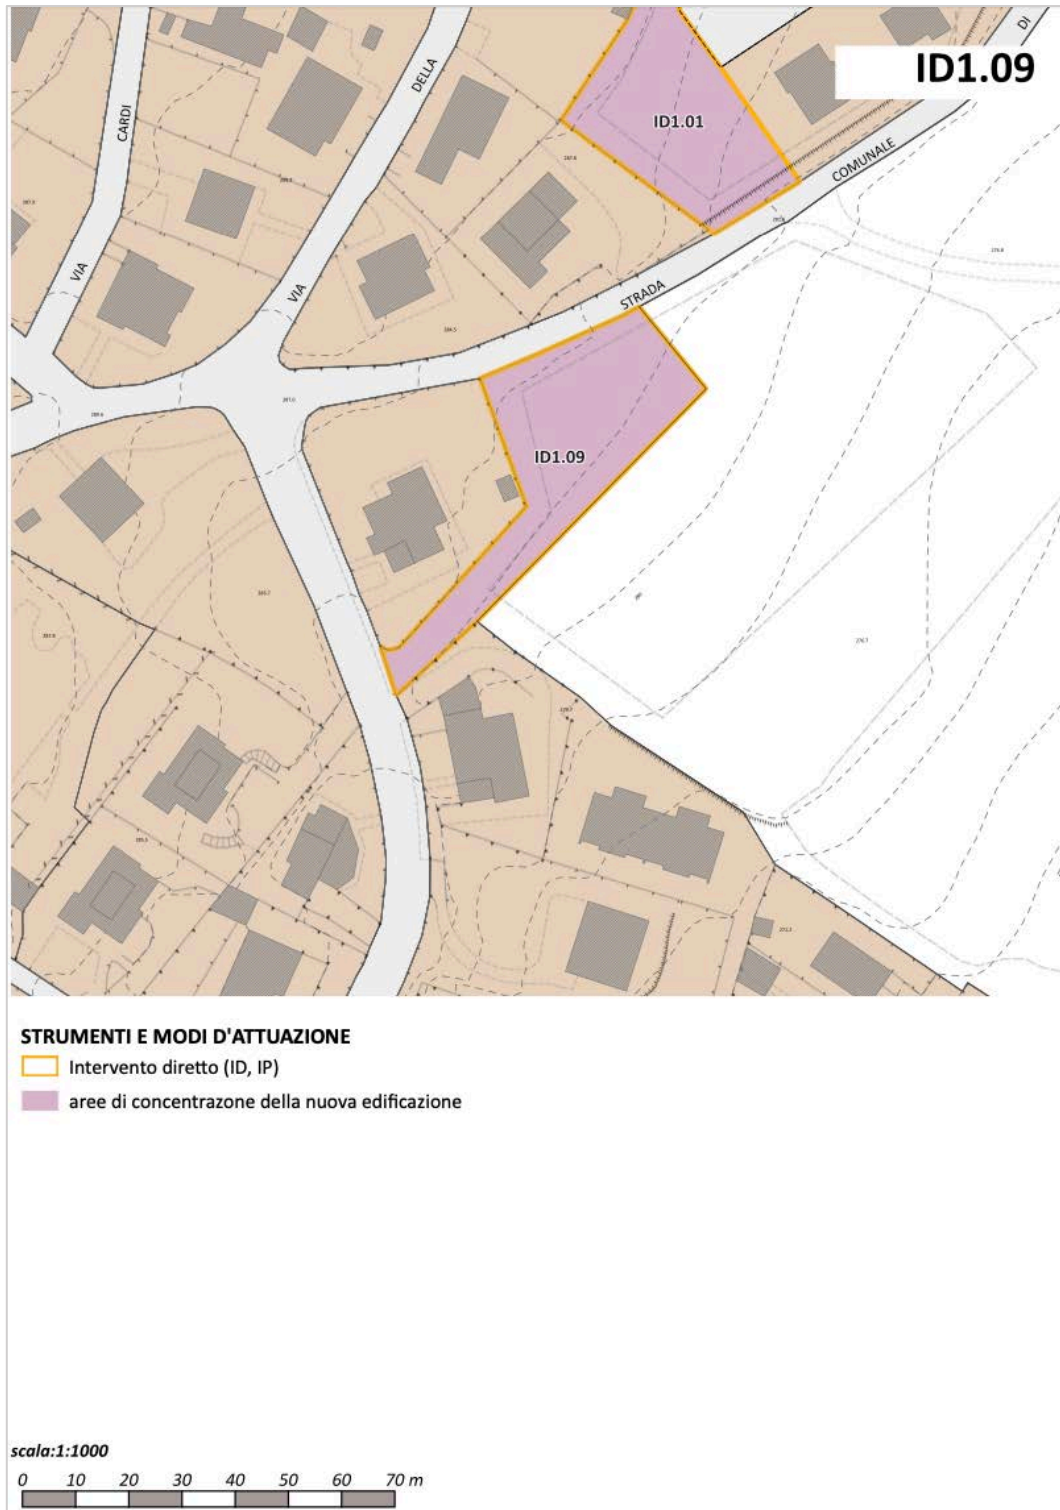 ID1.09
DI
DELLA
CARDI
ID1.01
COMUNALE
VIA
VIA
STRADA
ID1.09
STRUMENTI E MODI D'ATTUAZIONE
Intervento diretto (ID, IP)
aree di concentrazone della nuova edificazione
scala:1:1000
0 10 20 30 40 50 60 70 m